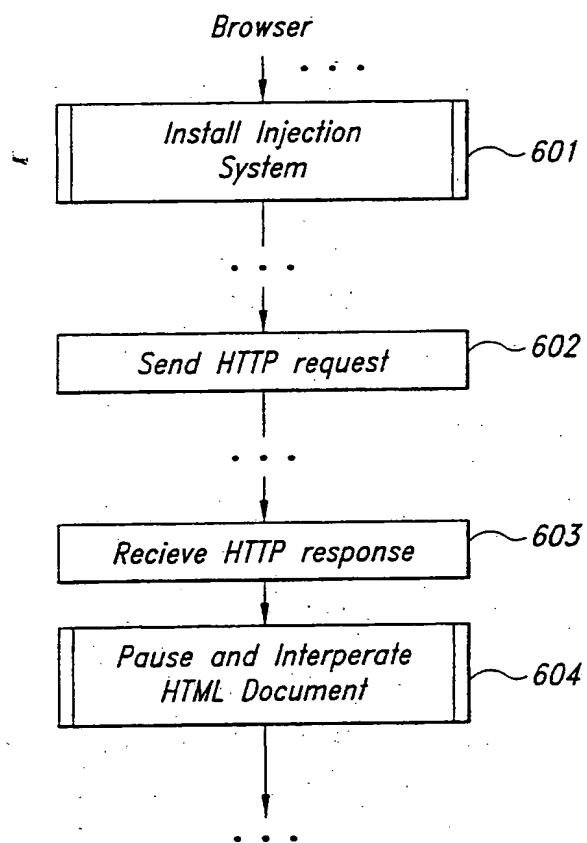 Browser
Install Injection
System
601
Send HTTP request
602
Recieve HTTP response
603
Pause and Interperate
HTML Document
604